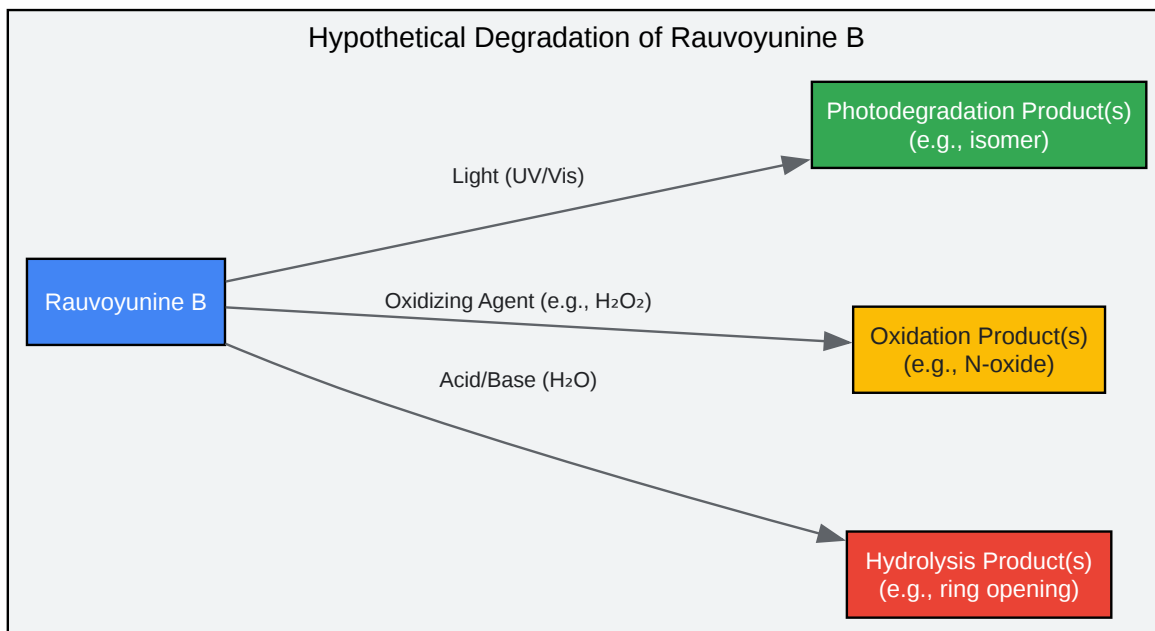 Hypothetical Degradation of Rauvoyunine B
Photodegradation Product(s)
(e.g., isomer)
Light (UV/Vis)
Rauvoyunine B
Oxidizing Agent (e.g., H₂O₂)
Oxidation Product(s)
(e.g., N-oxide)
Acid/Base (H₂O)
Hydrolysis Product(s)
(e.g., ring opening)